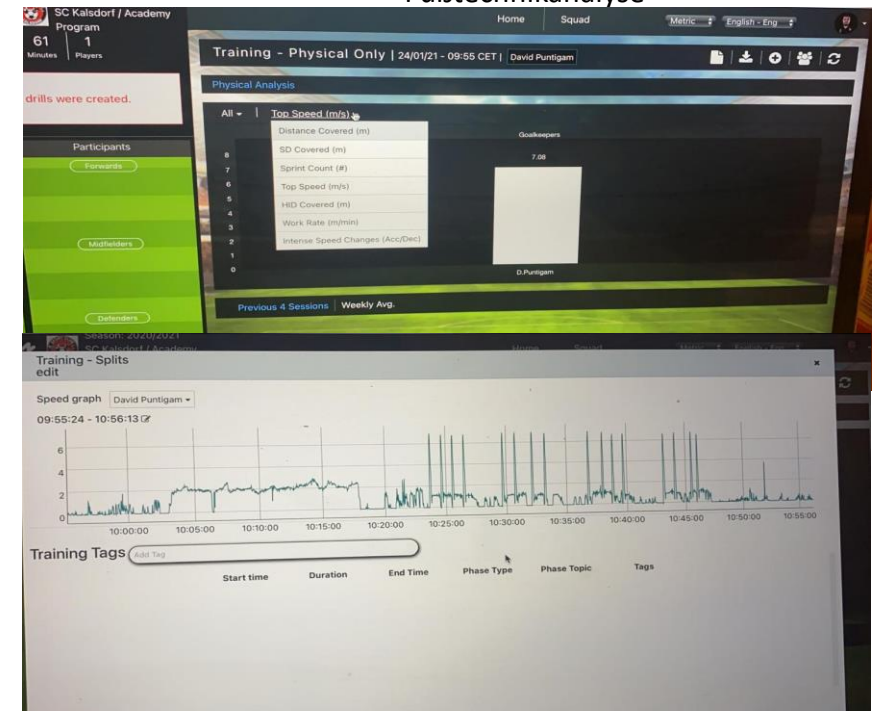 SC Kalsdorf / Academy
Program
Home Squad Metric English - Eng
61 1
Minutes Players
Training - Physical Only | 24/01/21 - 09:55 CET | David Puntigam
Physical Analysis
drills were created.
All Top Speed (m/s)
Distance Covered (m)
SD Covered (m)
Sprint Count (#)
Top Speed (m/s)
HID Covered (m)
Work Rate (m/min)
Intense Speed Changes (Acc/Dec)
Goalkeepers
7.08
8
7
6
5
4
3
2
1
0
D.Puntigam
Participants
Forwards
Midfielders
Defenders
Previous 4 Sessions Weekly Avg.
Season: 2020/2021
SC Kalsdorf / Academy
Home Squad Metric English - Eng
Training - Splits
edit
Speed graph David Puntigam
09:55:24 - 10:56:13
6
4
2
0
10:00:00 10:05:00 10:10:00 10:15:00 10:20:00 10:25:00 10:30:00 10:35:00 10:40:00 10:45:00 10:50:00 10:55:00
Training Tags Add Tag
Start time Duration End Time Phase Type Phase Topic Tags